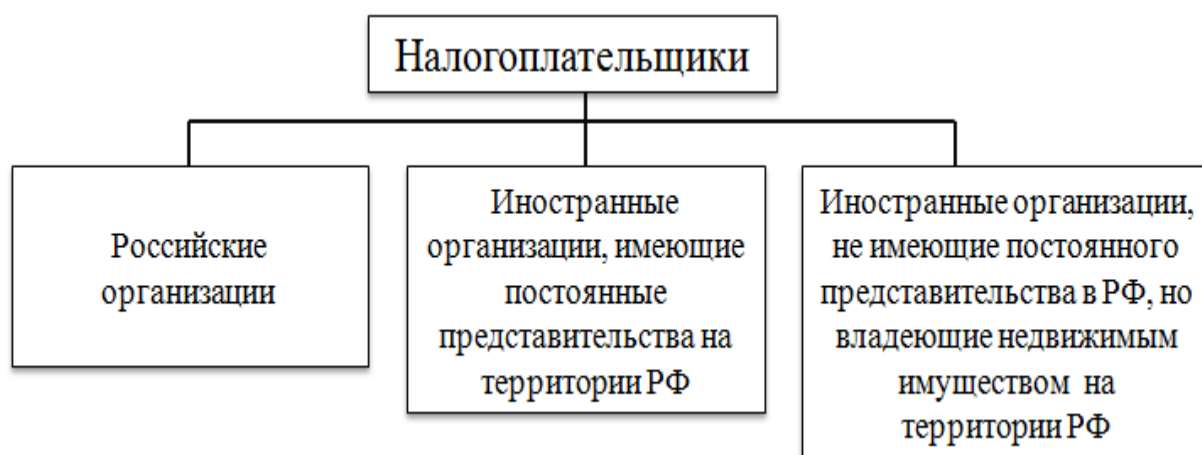 Налогоплательщики
Российские
организации
Иностранные
организации, имеющие
постоянные
представительства на
территории РФ
Иностранные организации,
не имеющие постоянного
представительства в РФ, но
владеющие недвижимым
имуществом на
территории РФ